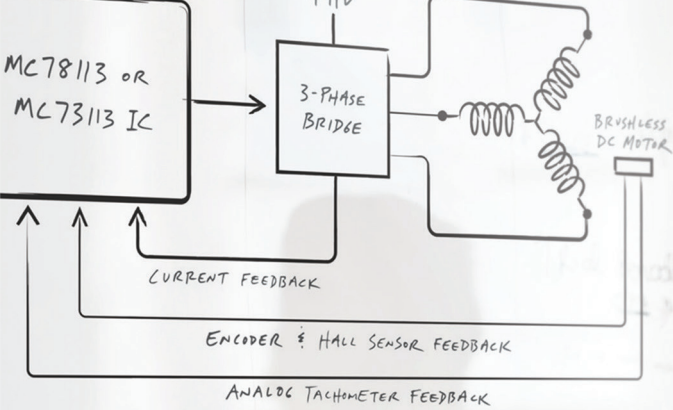 MC78113 OR
MC73113 IC
3-PHASE
BRIDGE
BRUSHLESS
DC MOTOR
CURRENT FEEDBACK
ENCODER & HALL SENSOR FEEDBACK
ANALOG TACHOMETER FEEDBACK